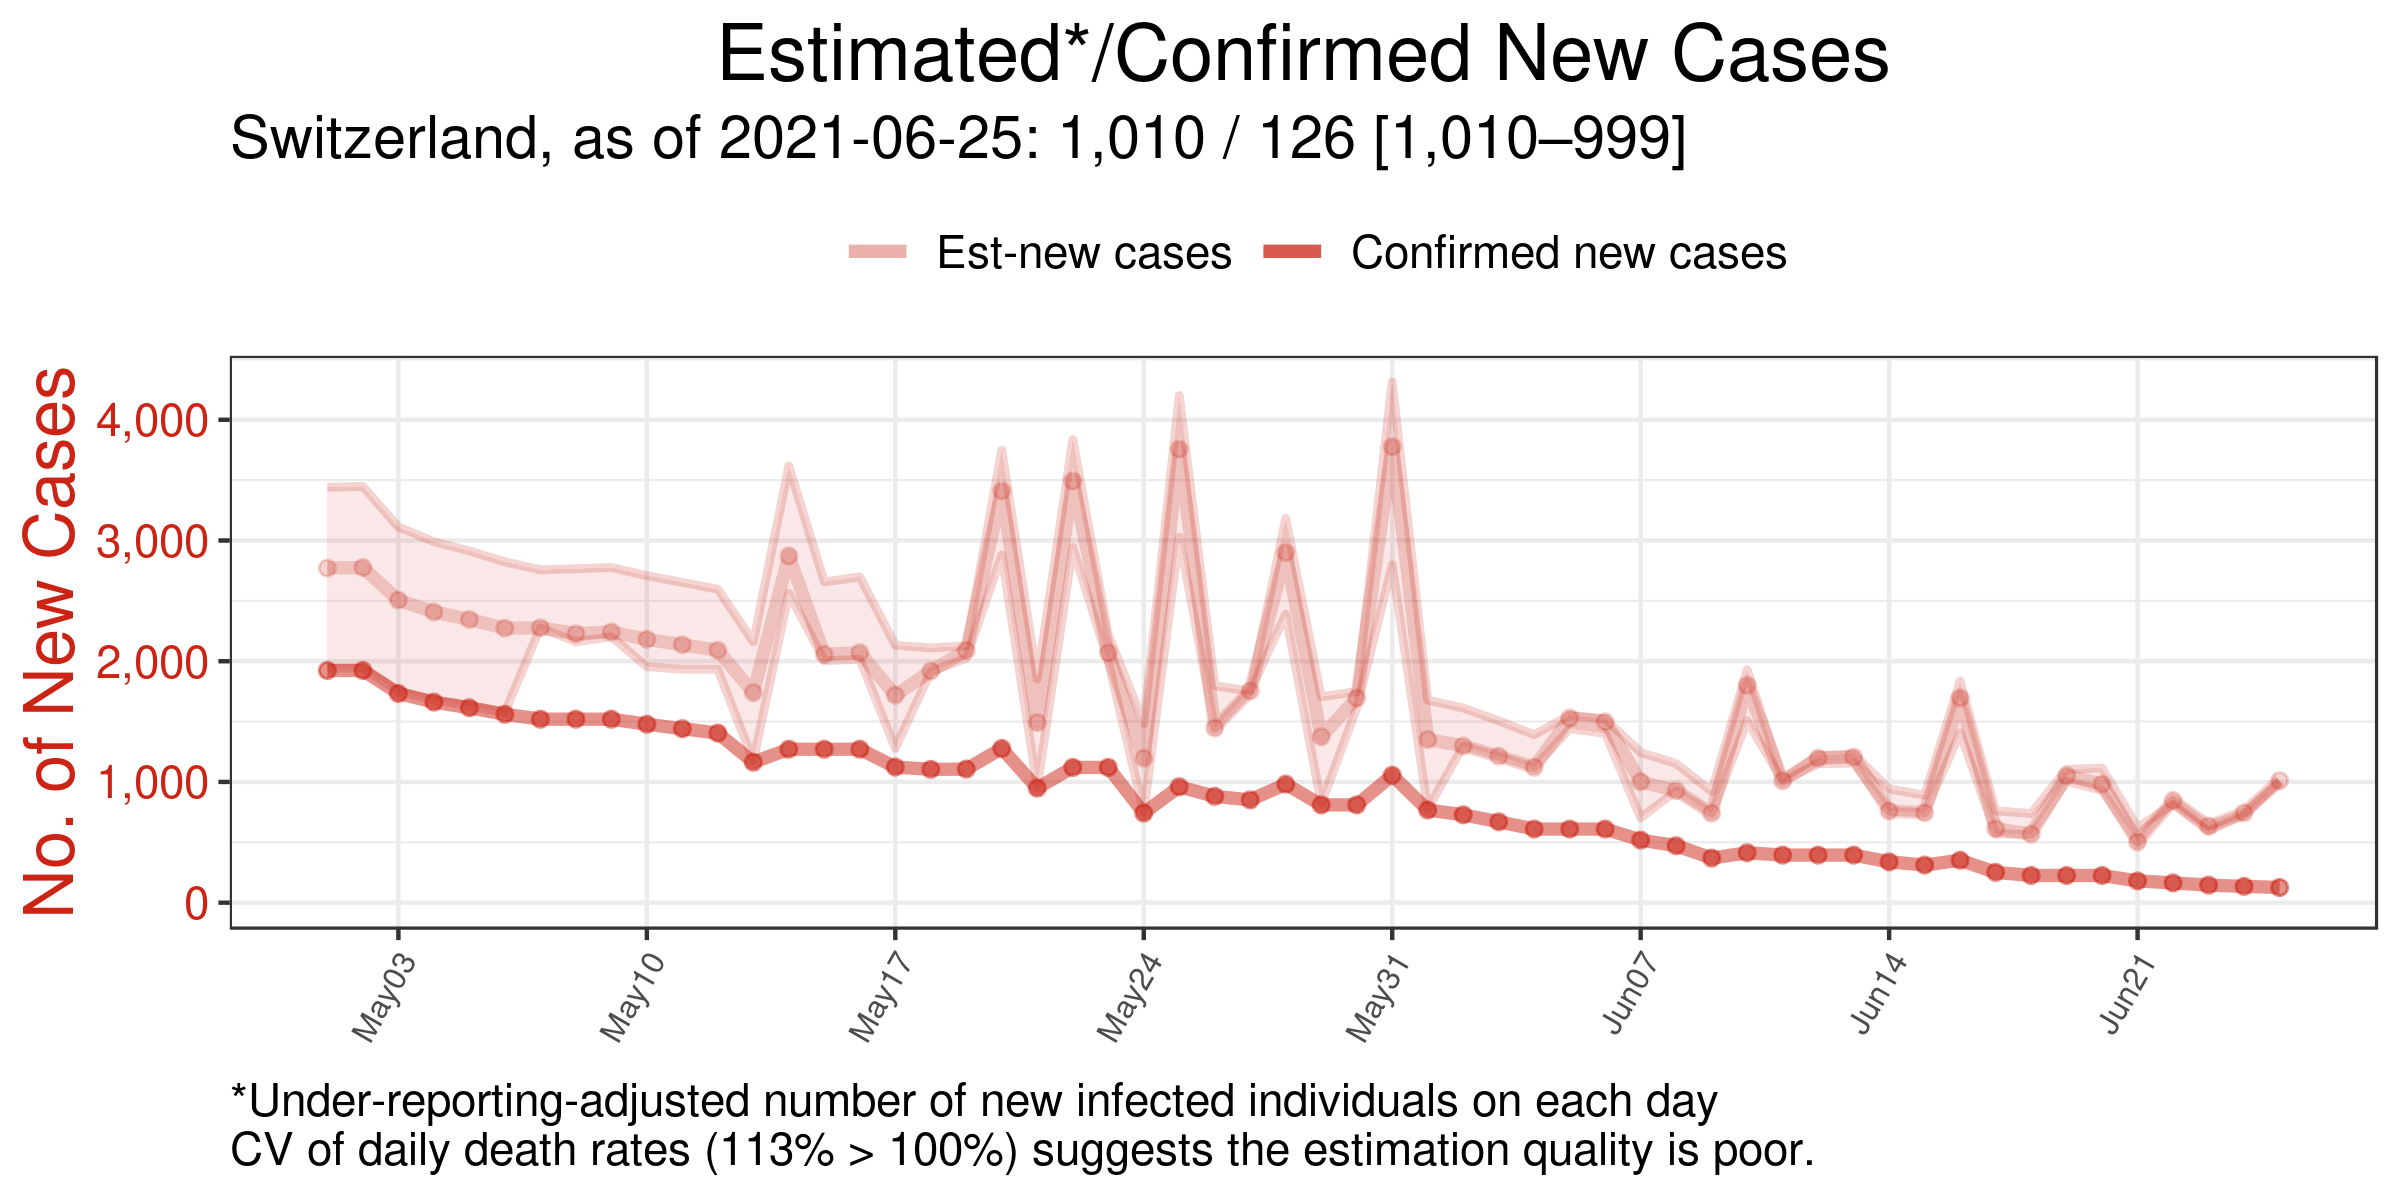 Estimated*/Confirmed New Cases
Switzerland, as of 2021-06-25: 1,010 / 126 [1,010–999]
Est-new cases Confirmed new cases
No. of New Cases
4,000
3,000
2,000
1,000
0
May03 May10 May17 May24 May31 Jun07 Jun14 Jun21
*Under-reporting-adjusted number of new infected individuals on each day
CV of daily death rates (113% > 100%) suggests the estimation quality is poor.